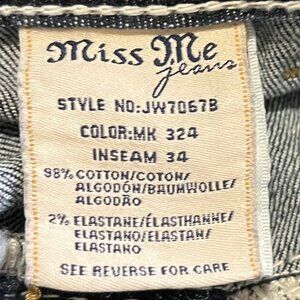 Miss Me
jeans
STYLE NO:JW7067B
COLOR:MK 324
INSEAM 34
98% COTTON/COTON/
ALGODÓN/BAUMWOLLE/
ALGODÃO
2% ELASTANE/ÉLASTHANNE/
ELASTANO/ELASTAN/
ELASTANO
SEE REVERSE FOR CARE